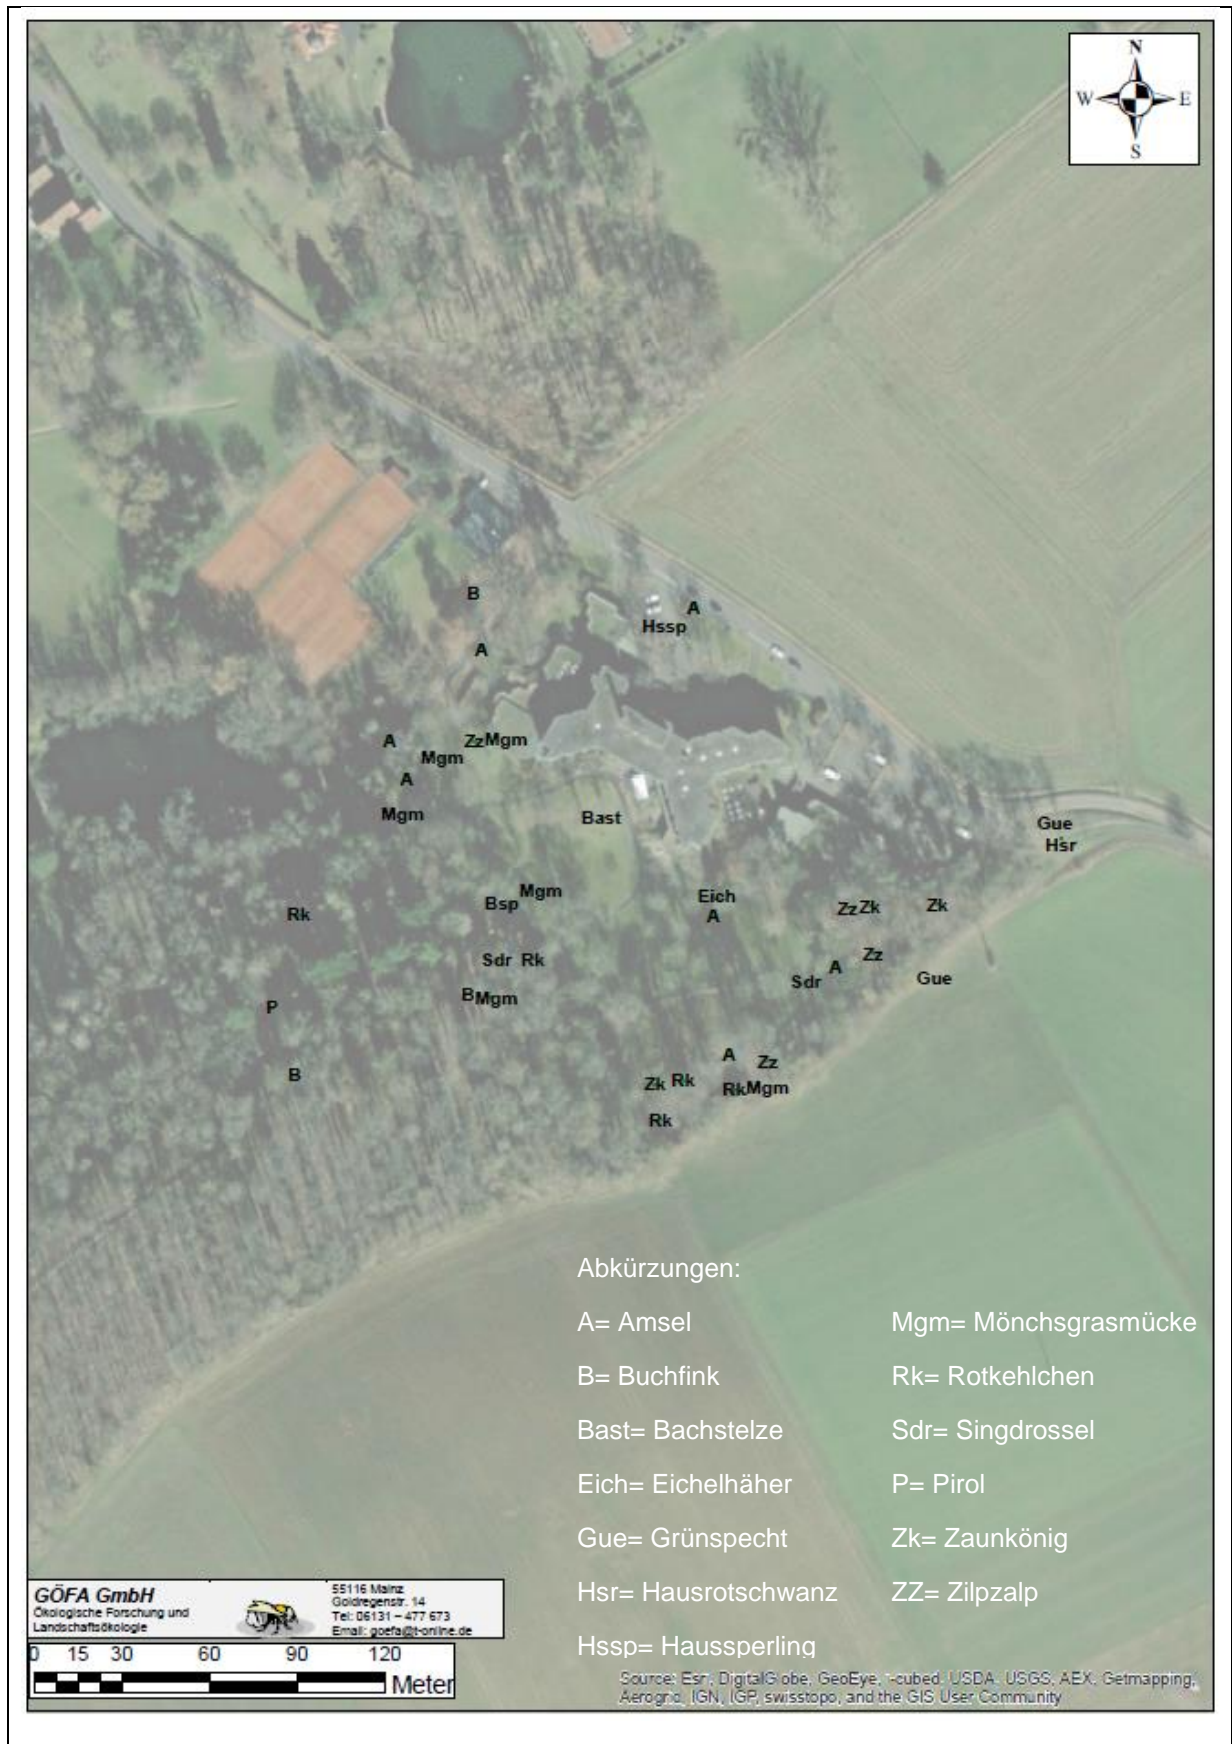 N
W E
S
B
A
Hssp
A
A
Zz Mgm
Mgm
A
Mgm
Bast
Gue
Hsr
Mgm
Bsp
Eich
A
Zz Zk
Zk
Rk
Sdr Rk
Zz
A
Sdr
Gue
B Mgm
P
B
A
Zz
Zk Rk
Rk Mgm
Rk
Abkürzungen:
A= Amsel
Mgm= Mönchsgrasmücke
B= Buchfink
Rk= Rotkehlchen
Bast= Bachstelze
Sdr= Singdrossel
Eich= Eichelhäher
P= Pirol
Gue= Grünspecht
Zk= Zaunkönig
Hsr= Hausrotschwanz
ZZ= Zilpzalp
Hssp= Haussperling
GÖFA GmbH
Ökologische Forschung und
Landschaftsökologie
55116 Mainz
Goldregenstr. 14
Tel: 06131 – 477 673
Email: goefa@t-online.de
0 15 30 60 90 120
Meter
Source: Esri, DigitalGlobe, GeoEye, i-cubed, USDA, USGS, AEX, Getmapping,
Aerogrid, IGN, IGP, swisstopo, and the GIS User Community